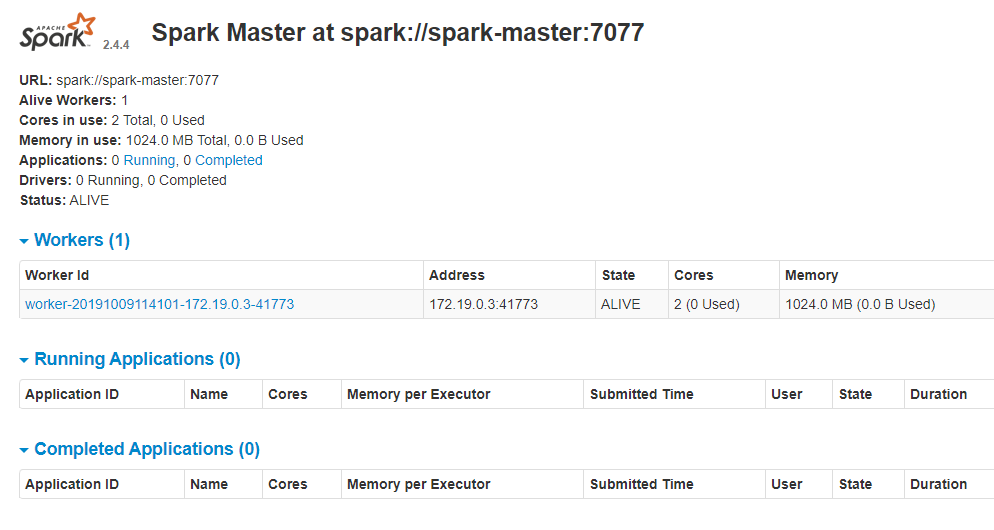 APACHE
Spark 2.4.4 Spark Master at spark://spark-master:7077
URL: spark://spark-master:7077
Alive Workers: 1
Cores in use: 2 Total, 0 Used
Memory in use: 1024.0 MB Total, 0.0 B Used
Applications: 0 Running, 0 Completed
Drivers: 0 Running, 0 Completed
Status: ALIVE
Workers (1)
Worker Id Address State Cores Memory
worker-20191009114101-172.19.0.3-41773 172.19.0.3:41773 ALIVE 2 (0 Used) 1024.0 MB (0.0 B Used)
Running Applications (0)
Application ID Name Cores Memory per Executor Submitted Time User State Duration
Completed Applications (0)
Application ID Name Cores Memory per Executor Submitted Time User State Duration